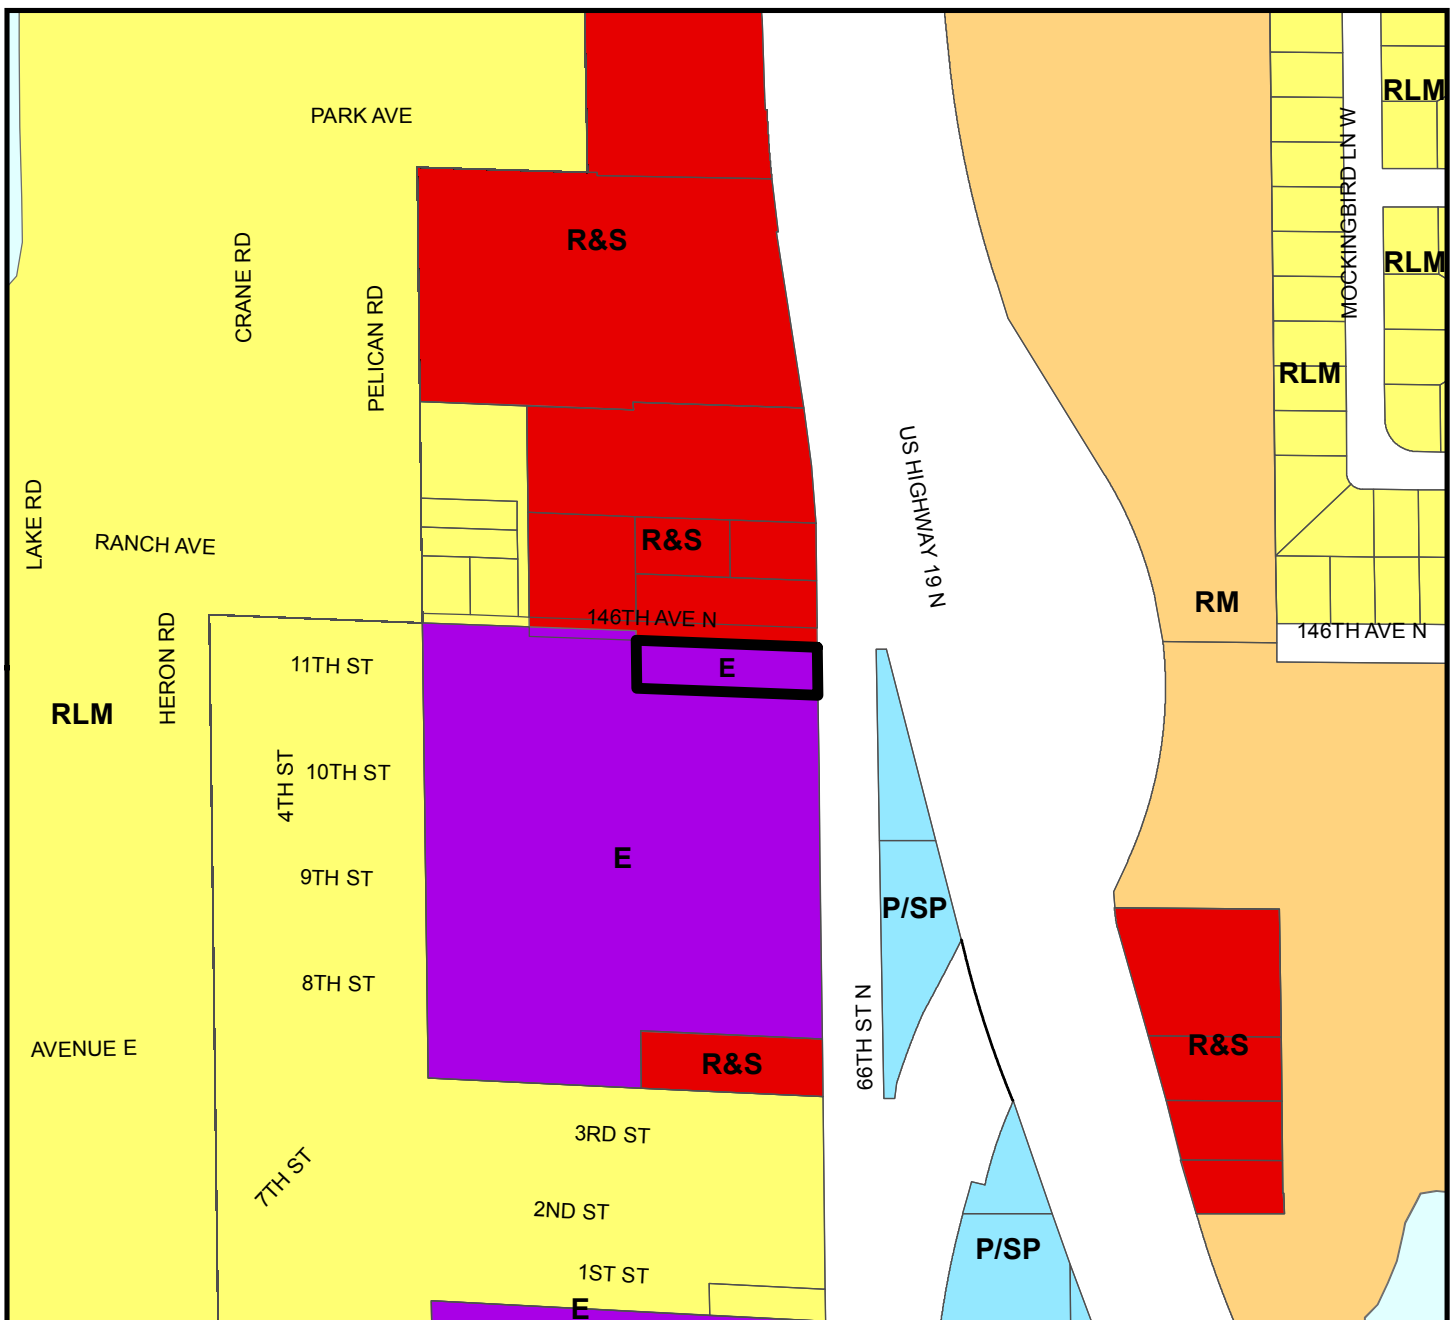 RLM
PARK AVE
MOCKINGBIRD LN W
R&S
CRANE RD
RLM
PELICAN RD
RLM
US HIGHWAY 19 N
LAKE RD
RANCH AVE
R&S
RM
146TH AVE N
146TH AVE N
HERON RD
11TH ST
E
RLM
4TH ST
10TH ST
E
9TH ST
P/SP
8TH ST
66TH ST N
AVENUE E
R&S
R&S
3RD ST
7TH ST
2ND ST
P/SP
1ST ST
E